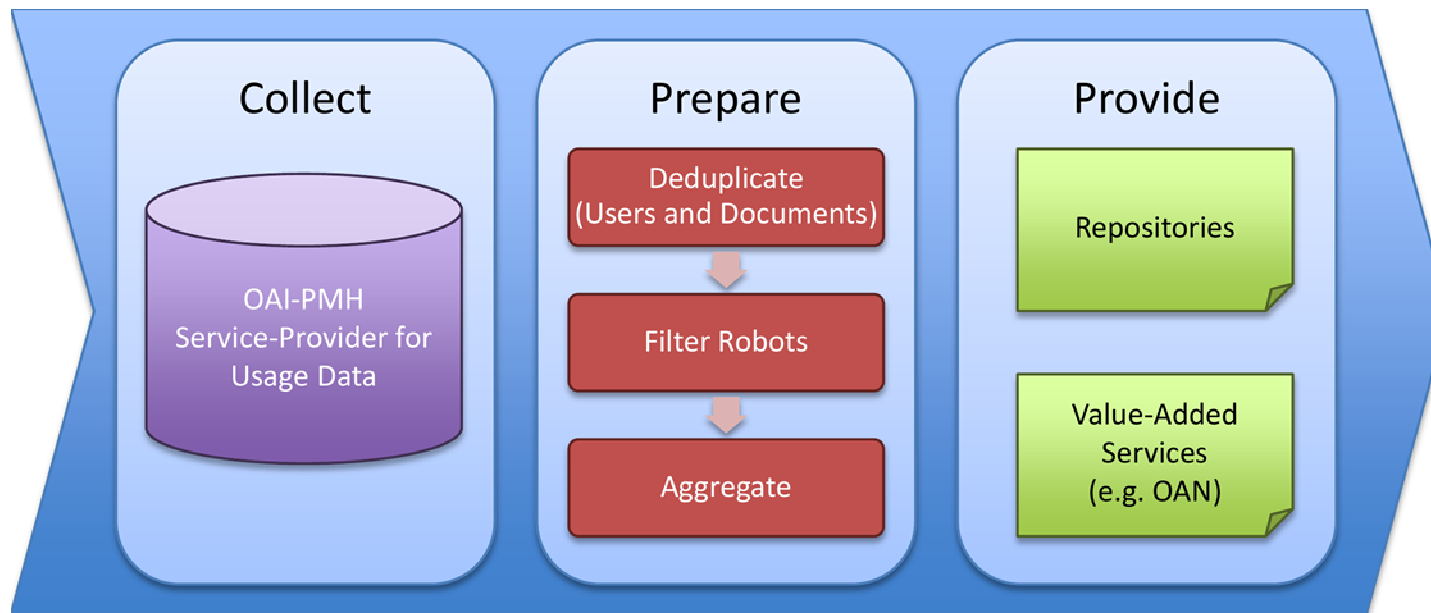 Collect
OAI-PMH
Service-Provider for
Usage Data
Prepare
Deduplicate
(Users and Documents)
Filter Robots
Aggregate
Provide
Repositories
Value-Added
Services
(e.g. OAN)